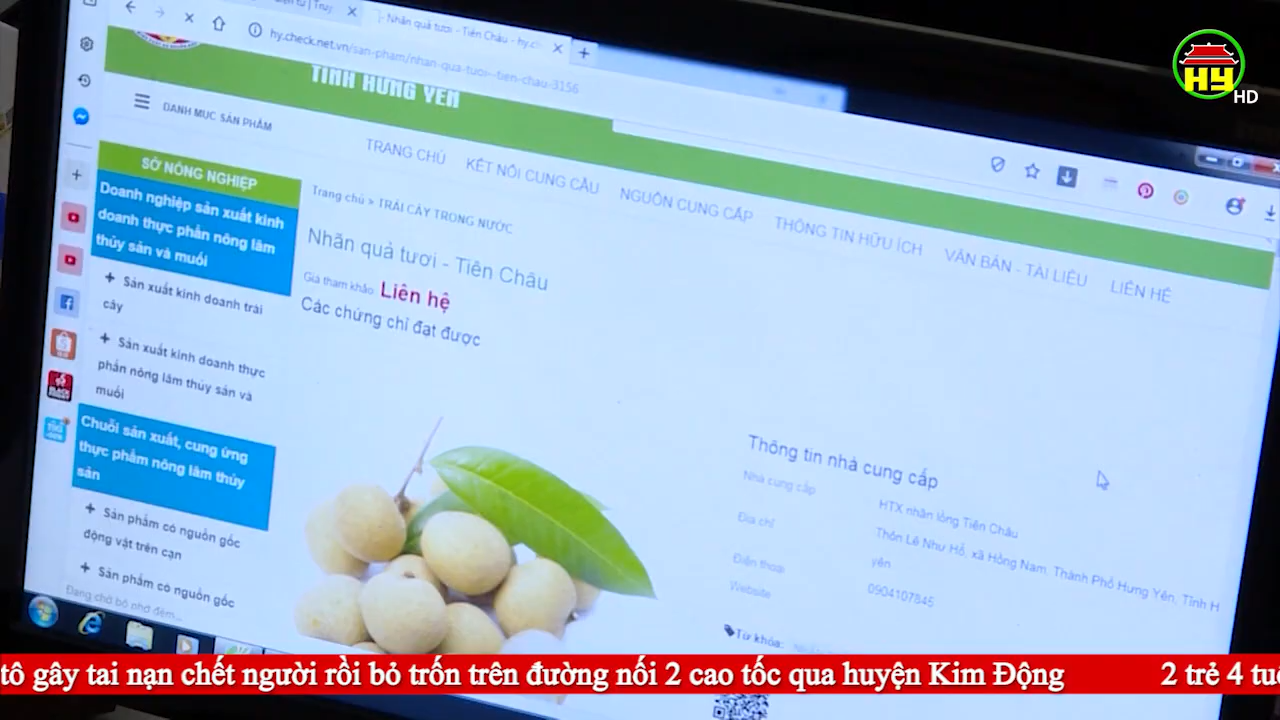 Nhãn quả tươi - Tiên Châu - hy.ch
hy.check.net.vn/san-pham/nhan-qua-tuoi--tien-chau-3156
HY
HD
TỈNH HƯNG YÊN
DANH MỤC SẢN PHẨM
TRANG CHỦ
KẾT NỐI CUNG CẦU
NGUỒN CUNG CẤP
THÔNG TIN HỮU ÍCH
VĂN BẢN - TÀI LIỆU
LIÊN HỆ
SỞ NÔNG NGHIỆP
Doanh nghiệp sản xuất kinh
doanh thực phẩn nông lâm
thủy sản và muối
+ Sản xuất kinh doanh trái
cây
+ Sản xuất kinh doanh thực
phẩn nông lâm thủy sản và
muối
Chuỗi sản xuất, cung ứng
thực phẩm nông lâm thủy
sản
+ Sản phẩm có nguồn gốc
động vật trên cạn
+ Sản phẩm có nguồn gốc
Đang chờ bộ nhớ đệm...
Trang chủ > TRÁI CÂY TRONG NƯỚC
Nhãn quả tươi - Tiên Châu
Giá tham khảo Liên hệ
Các chứng chỉ đạt được
Thông tin nhà cung cấp
Nhà cung cấp
HTX nhãn lồng Tiên Châu
Địa chỉ
Thôn Lê Như Hổ, xã Hồng Nam, Thành Phố Hưng Yên, Tỉnh H
yên
Điện thoại
0904107845
Website
Từ khóa:
tô gây tai nạn chết người rồi bỏ trốn trên đường nối 2 cao tốc qua huyện Kim Động
2 trẻ 4 tuổ